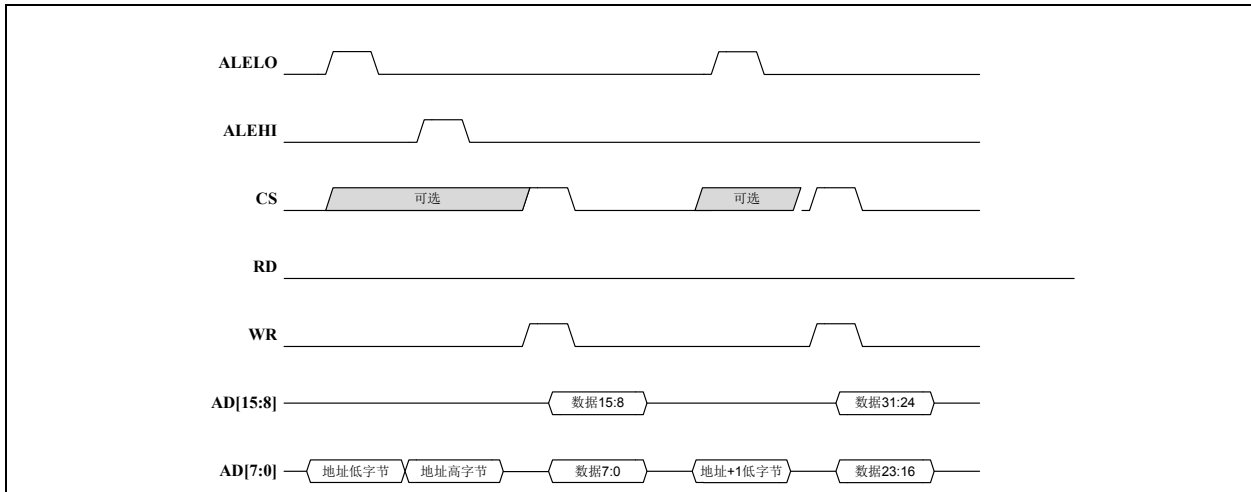 ALELO
ALEHI
CS 可选 可选
RD
WR
AD[15:8] 数据15:8 数据31:24
AD[7:0] 地址低字节 地址高字节 数据7:0 地址+1低字节 数据23:16